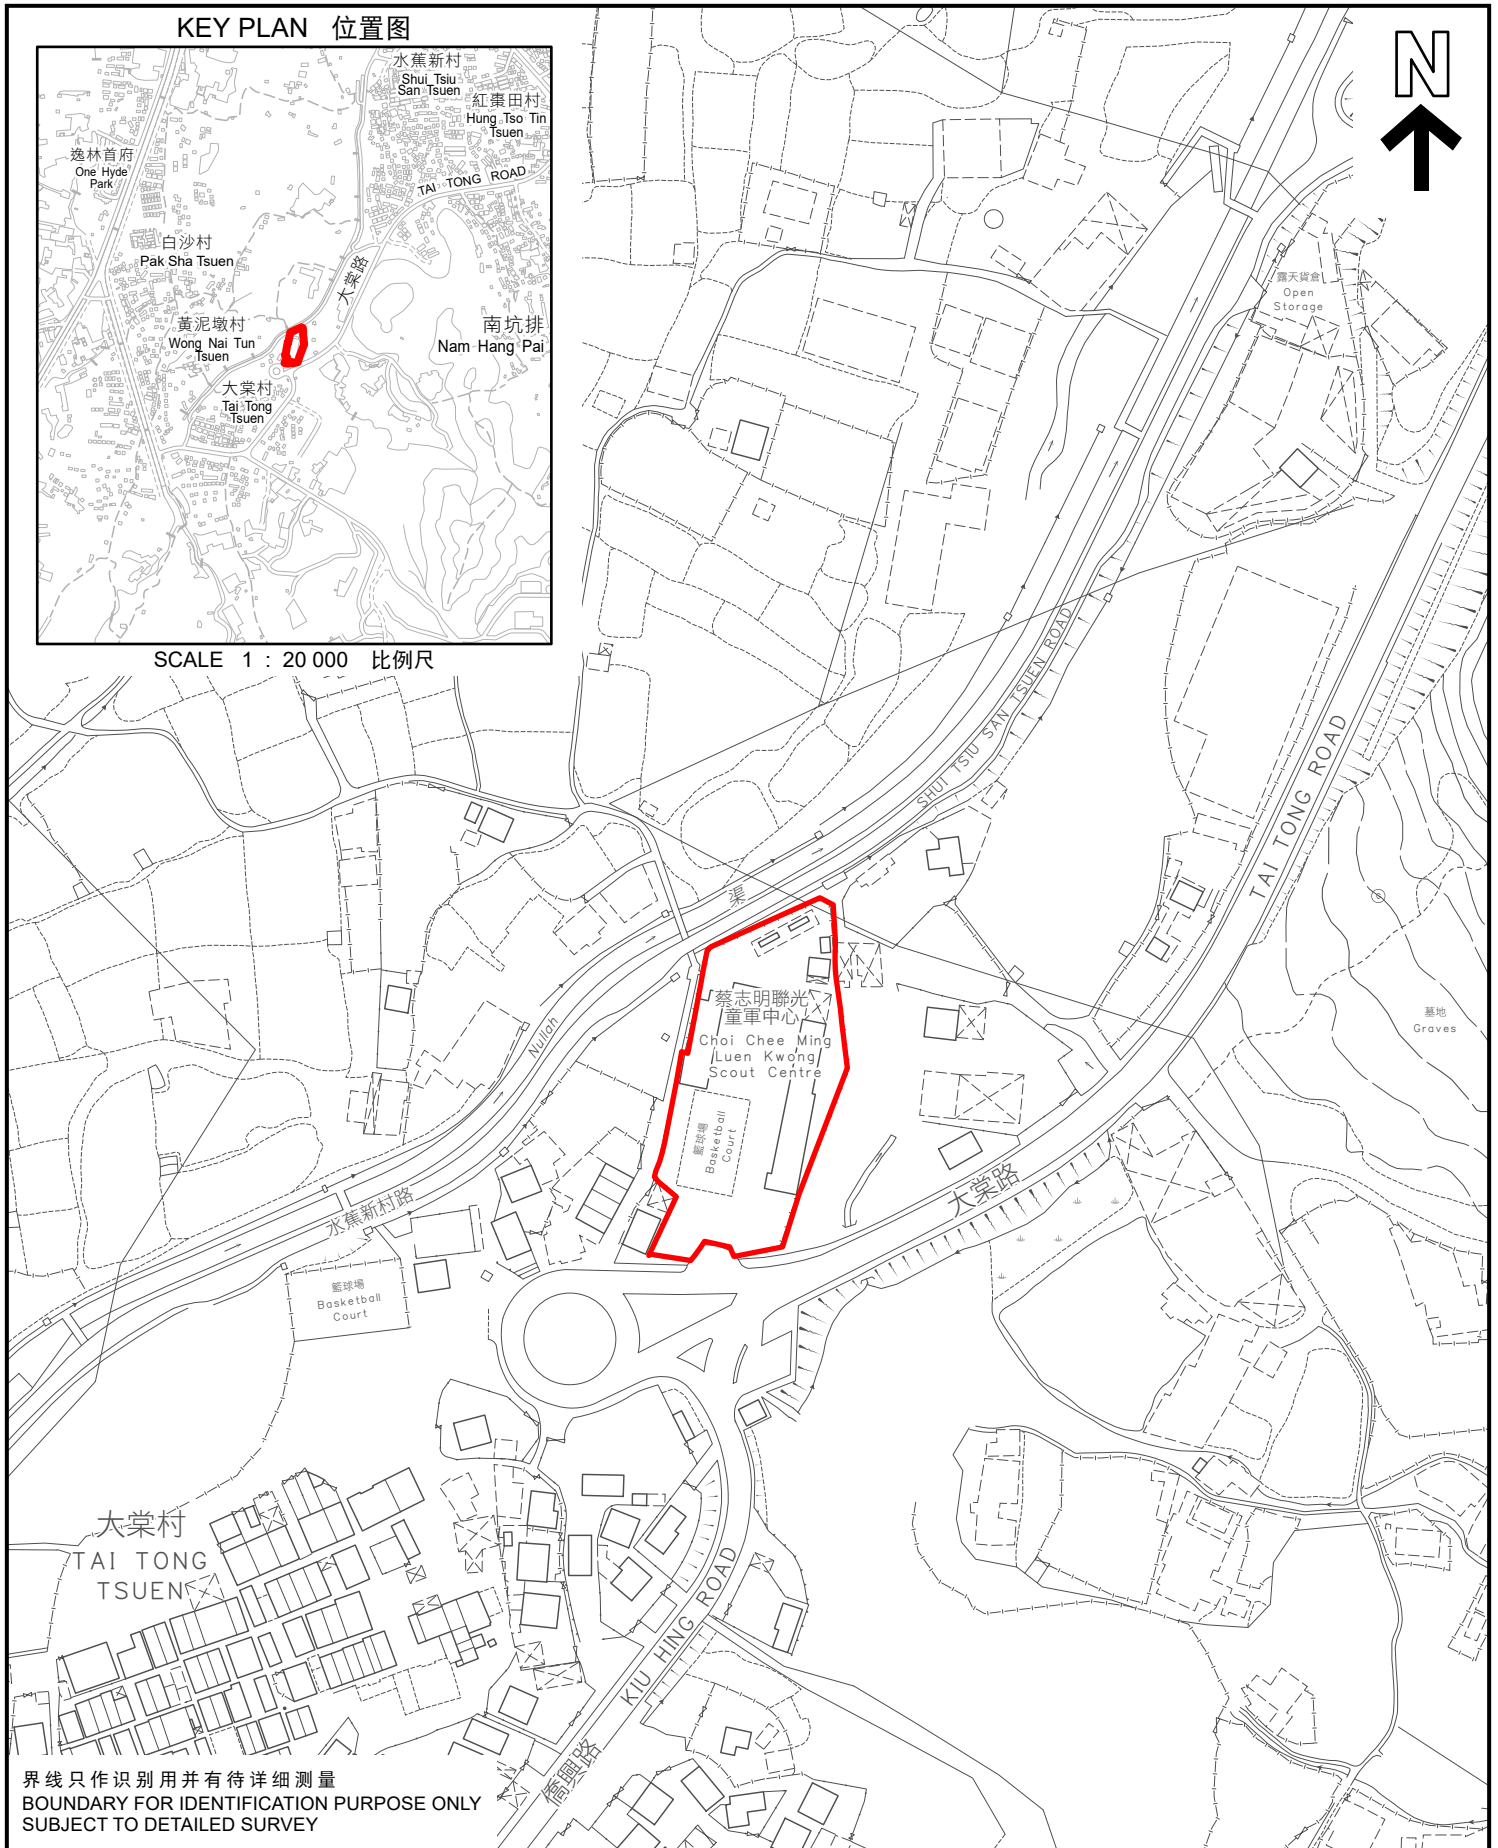 KEY PLAN 位置图
N
水蕉新村
Shui Tsiu
San Tsuen
紅棗田村
Hung Tso Tin
Tsuen
逸林首府
One Hyde
Park
TAI TONG ROAD
白沙村
Pak Sha Tsuen
大棠路
黃泥墩村
Wong Nai Tun
Tsuen
南坑排
Nam Hang Pai
大棠村
Tai Tong
Tsuen
SCALE 1 : 20 000 比例尺
露天貨倉
Open
Storage
SHUI TSIU SAN TSUEN ROAD
TAI TONG ROAD
渠
Nullah
蔡志明聯光
童軍中心
Choi Chee Ming
Luen Kwong
Scout Centre
墓地
Graves
籃球場
Basketball
Court
水蕉新村路
大棠路
籃球場
Basketball
Court
大棠村
TAI TONG
TSUEN
KIU HING ROAD
僑興路
界线只作识别用并有待详细测量
BOUNDARY FOR IDENTIFICATION PURPOSE ONLY
SUBJECT TO DETAILED SURVEY